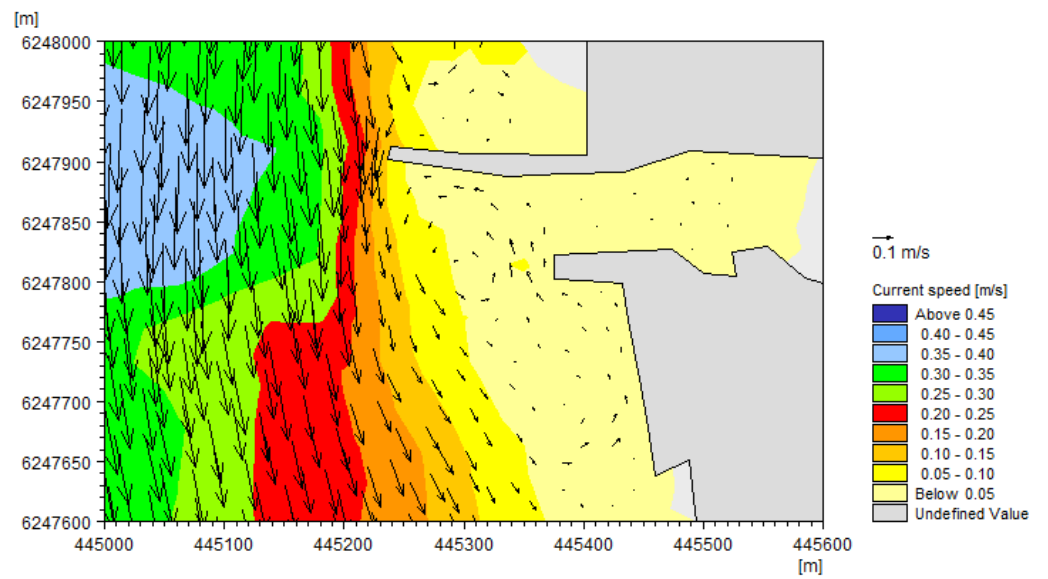 [m]
6248000
6247950
6247900
6247850
6247800
6247750
6247700
6247650
6247600
445000 445100 445200 445300 445400 445500 445600
[m]
0.1 m/s
Current speed [m/s]
Above 0.45
0.40 - 0.45
0.35 - 0.40
0.30 - 0.35
0.25 - 0.30
0.20 - 0.25
0.15 - 0.20
0.10 - 0.15
0.05 - 0.10
Below 0.05
Undefined Value